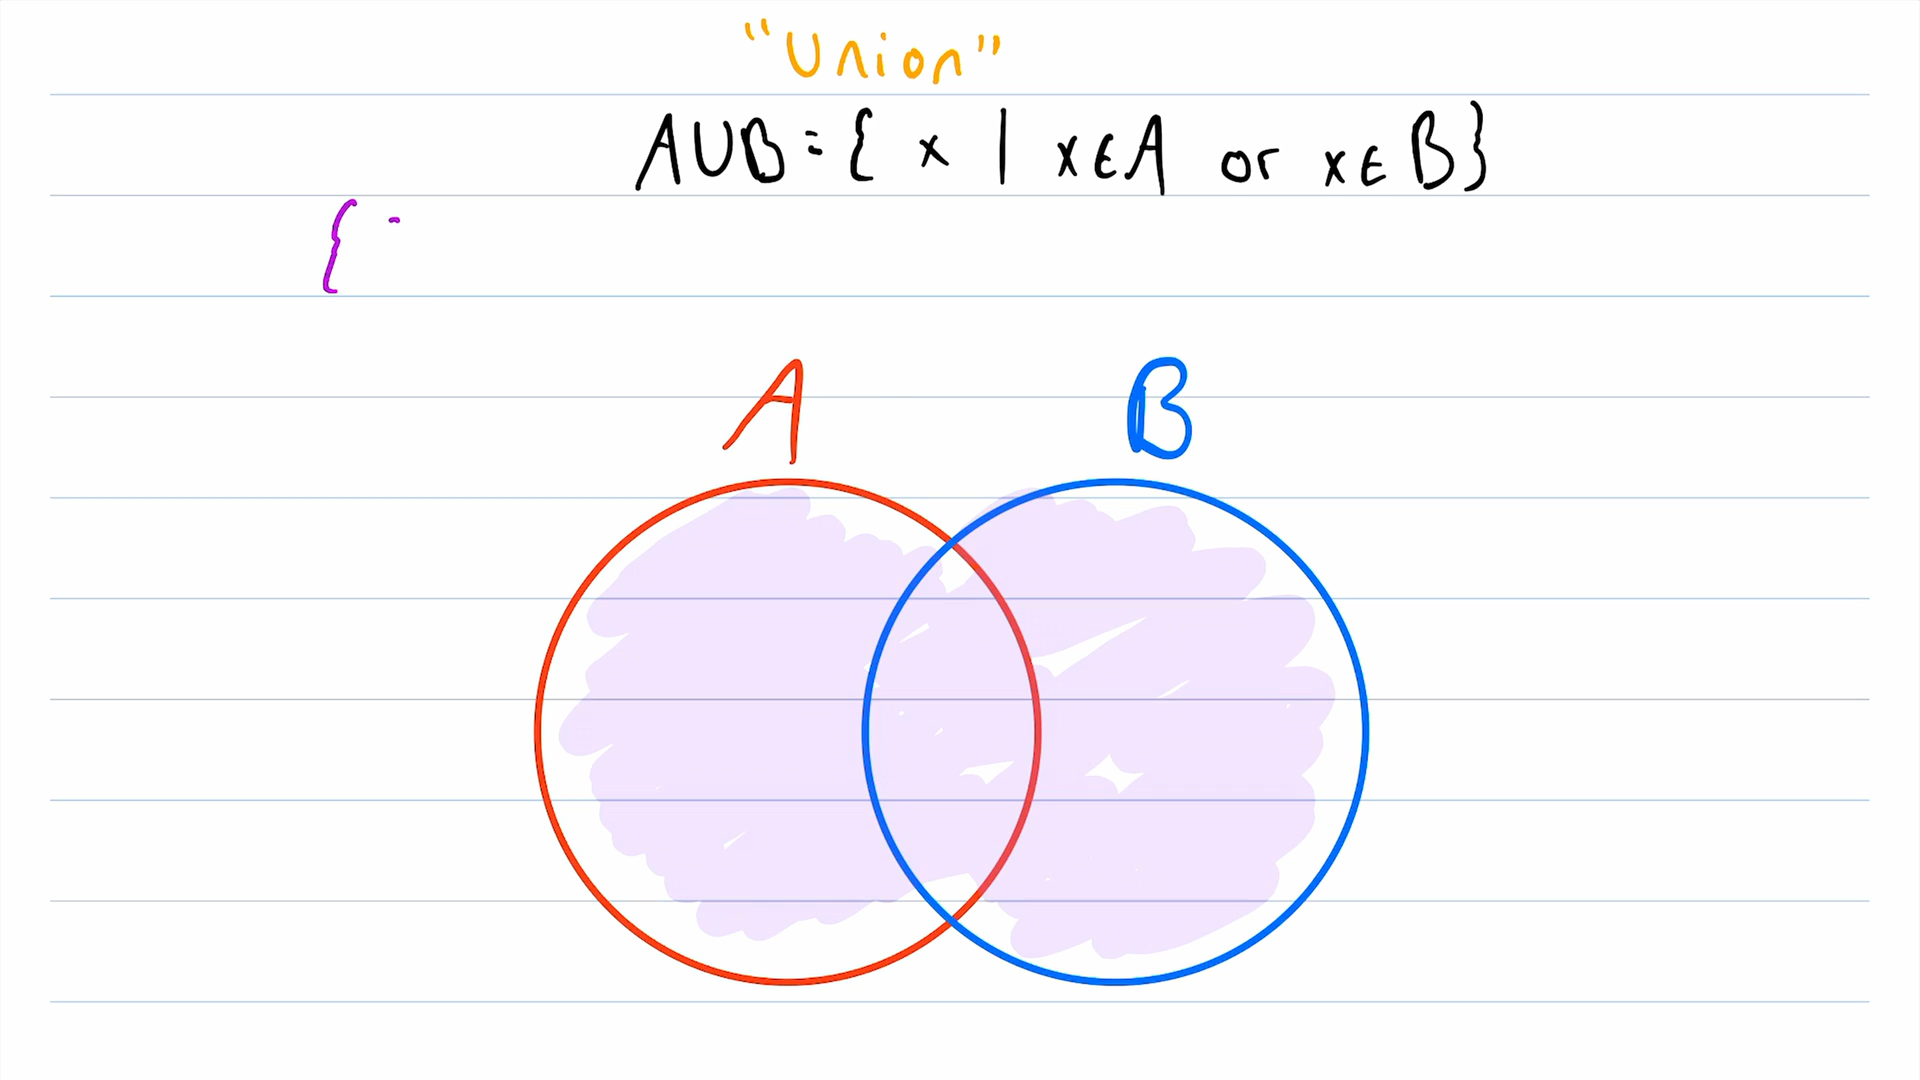 "Union"
A∪B={ x | x∈A or x∈B}
{ -
A B